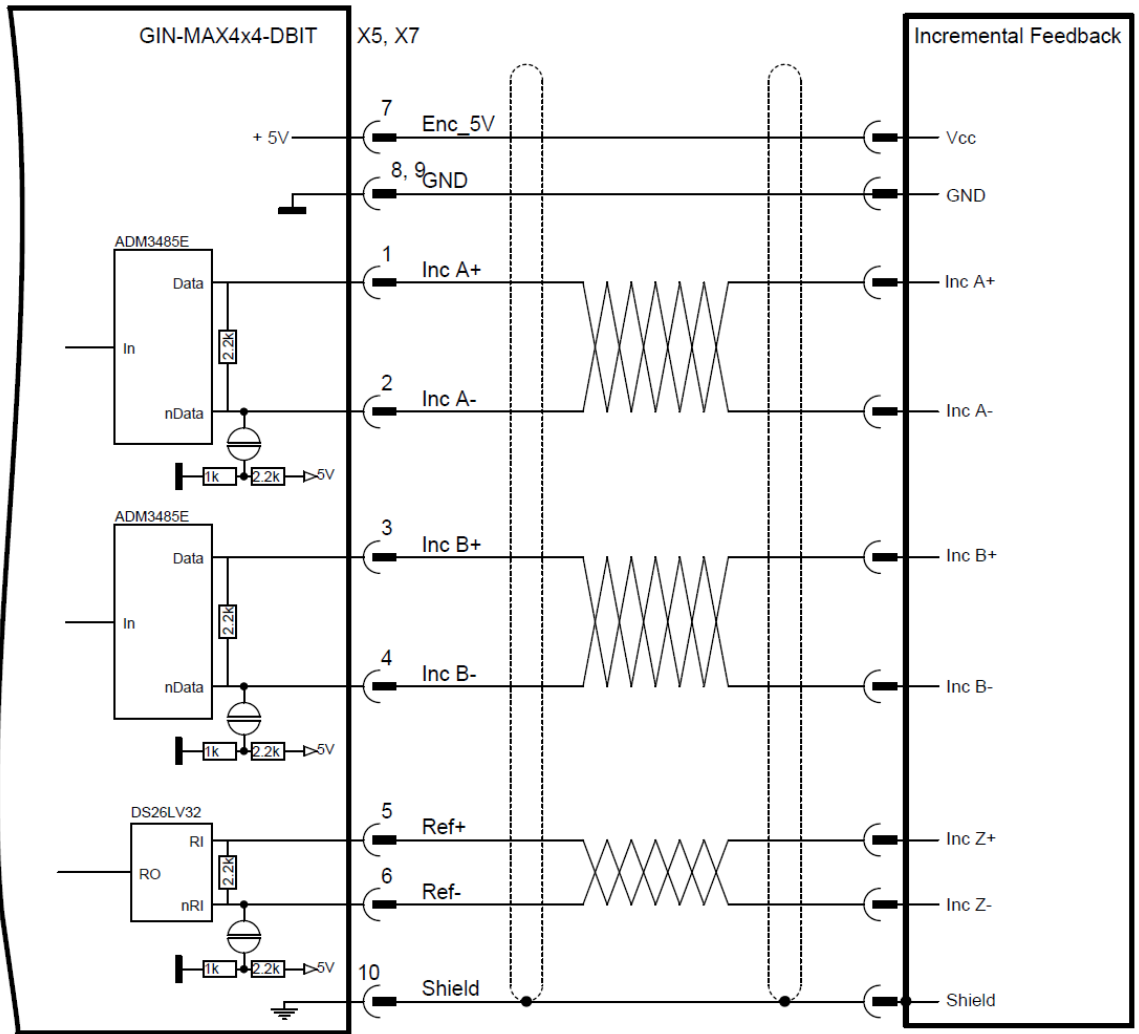 GIN-MAX4x4-DBIT X5, X7 Incremental Feedback
7
+ 5V Enc_5V Vcc
8, 9
GND GND
ADM3485E
1
Data Inc A+ Inc A+
2.2k
In
2
nData Inc A- Inc A-
1k 2.2k 5V
ADM3485E
3
Data Inc B+ Inc B+
2.2k
In
4
nData Inc B- Inc B-
1k 2.2k 5V
DS26LV32
5
RI Ref+ Inc Z+
2.2k
RO
6
nRI Ref- Inc Z-
1k 2.2k 5V
10
Shield Shield